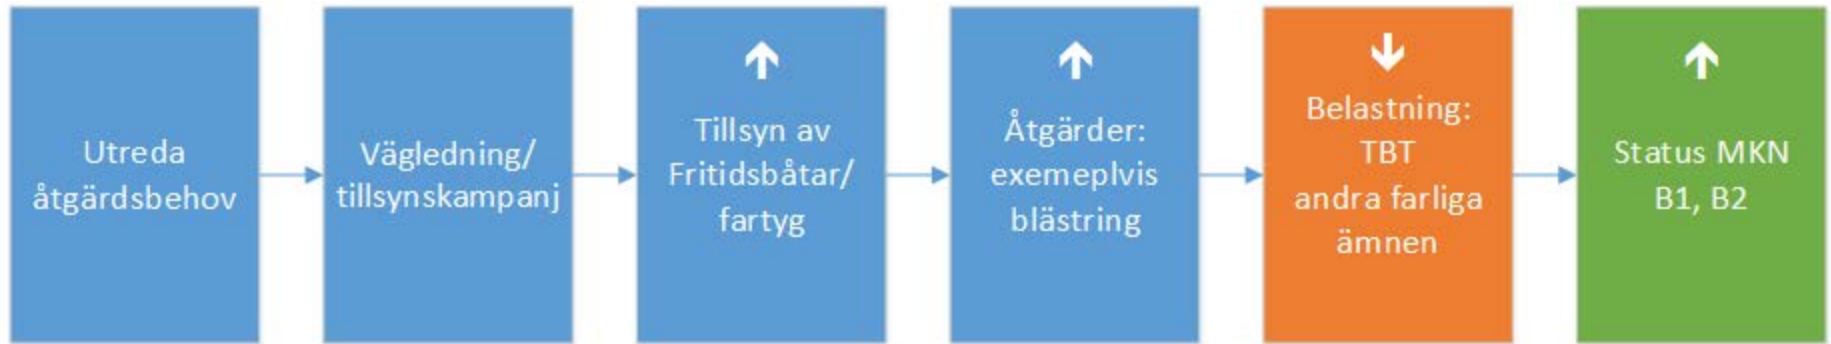 Utreda
åtgärdsbehov
Vägledning/
tillsynskampanj
Tillsyn av
Fritidsbåtar/
fartyg
Åtgärder:
exemeplvis
blästring
Belastning:
TBT
andra farliga
ämnen
Status MKN
B1, B2